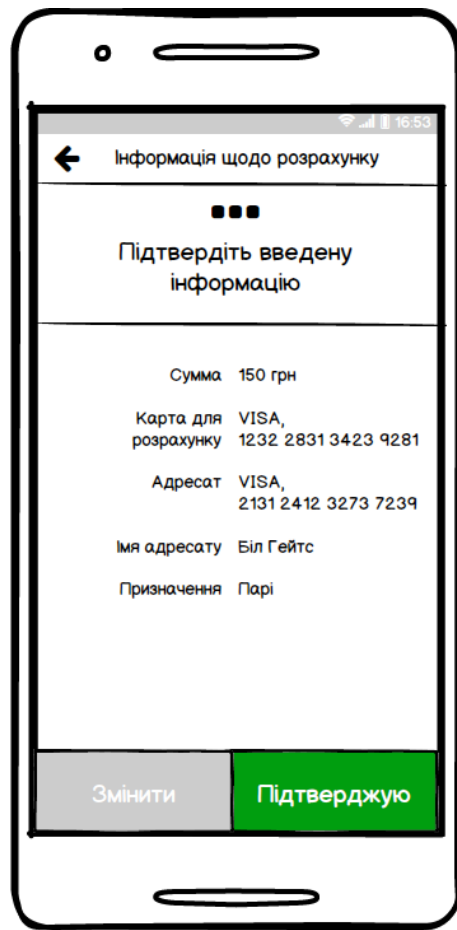 16:53
Інформація щодо розрахунку
Підтвердіть введену
інформацію
Сумма 150 грн
Карта для VISA,
розрахунку 1232 2831 3423 9281
Адресат VISA,
2131 2412 3273 7239
Імя адресату Біл Гейтс
Призначення Парі
Змінити Підтверджую